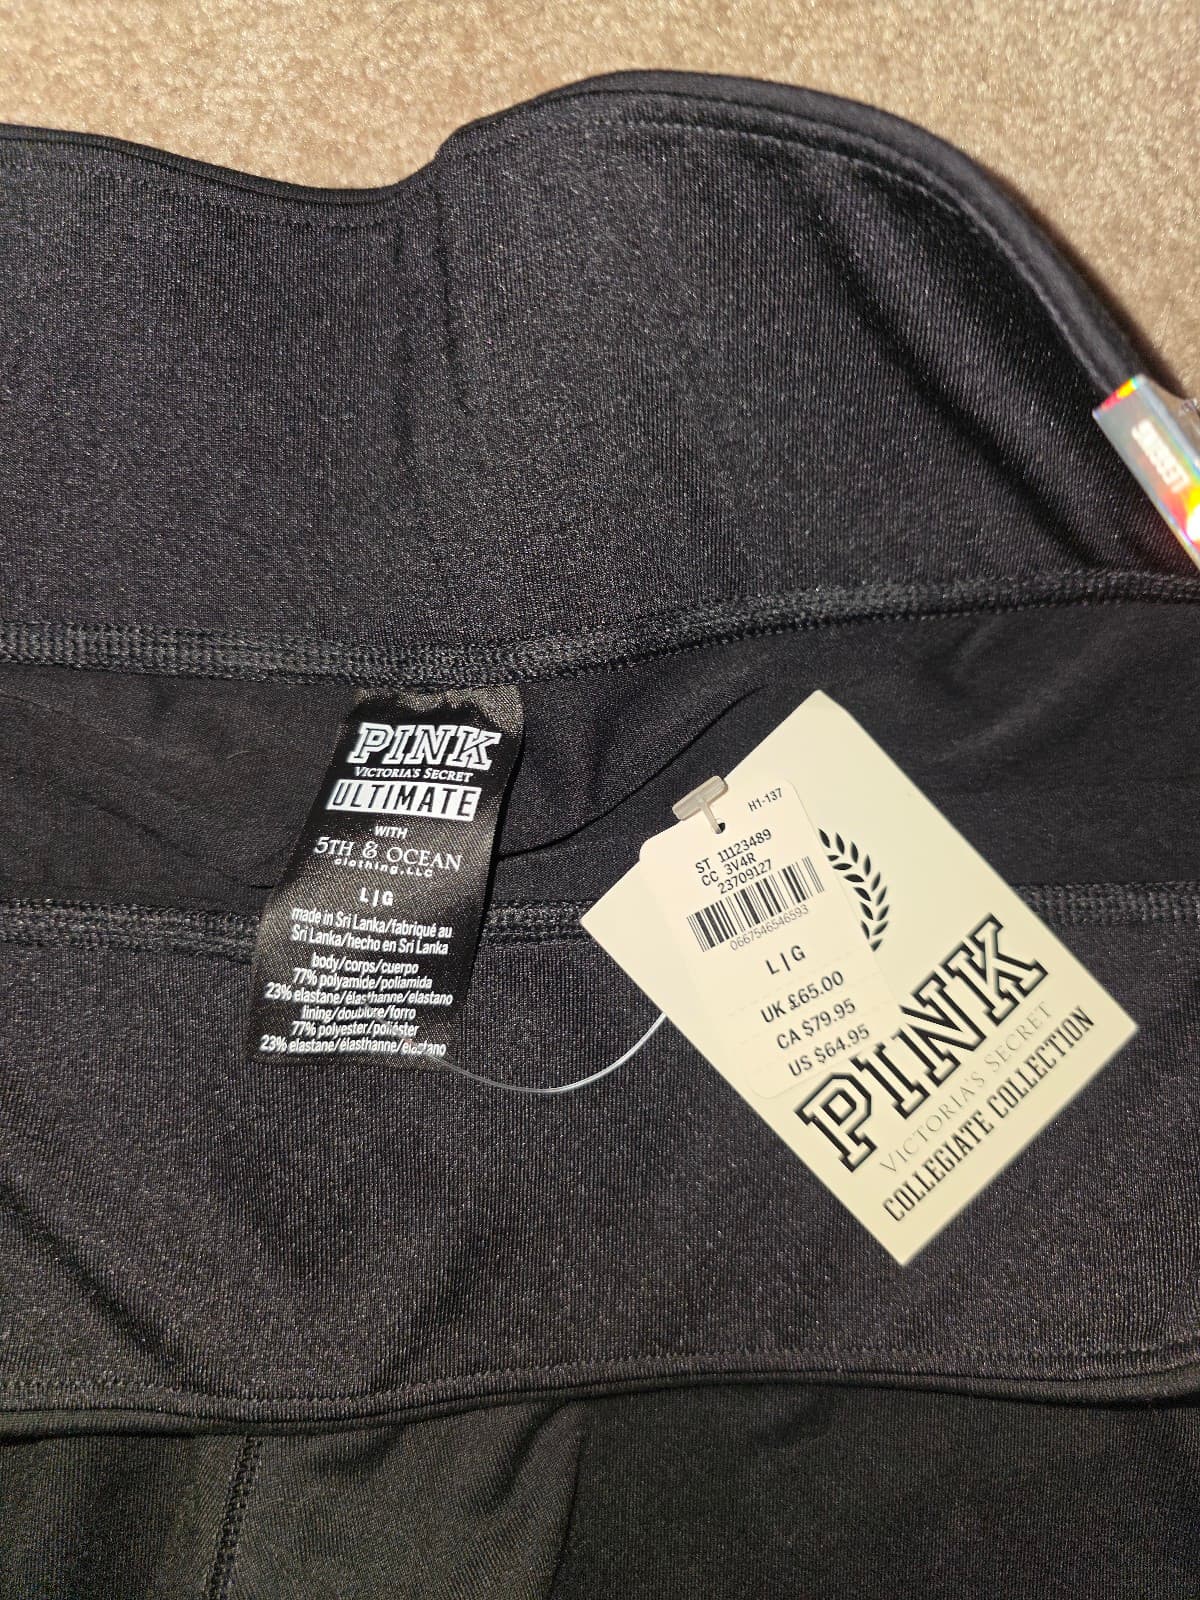 PINK
VICTORIA'S SECRET
ULTIMATE
WITH
5TH & OCEAN
clothing, LLC
L|G
made in Sri Lanka/fabriqué au
Sri Lanka/hecho en Sri Lanka
body/corps/cuerpo
77% polyamide/poliamida
23% elastane/élasthanne/elastano
lining/doublure/forro
77% polyester/poliéster
23% elastane/élasthanne/elastano
H1-137
ST 11123489
CC 3V4R
23709127
0667546546593
L|G
UK £65.00
CA $79.95
US $64.95
PINK
VICTORIA'S SECRET
COLLEGIATE COLLECTION